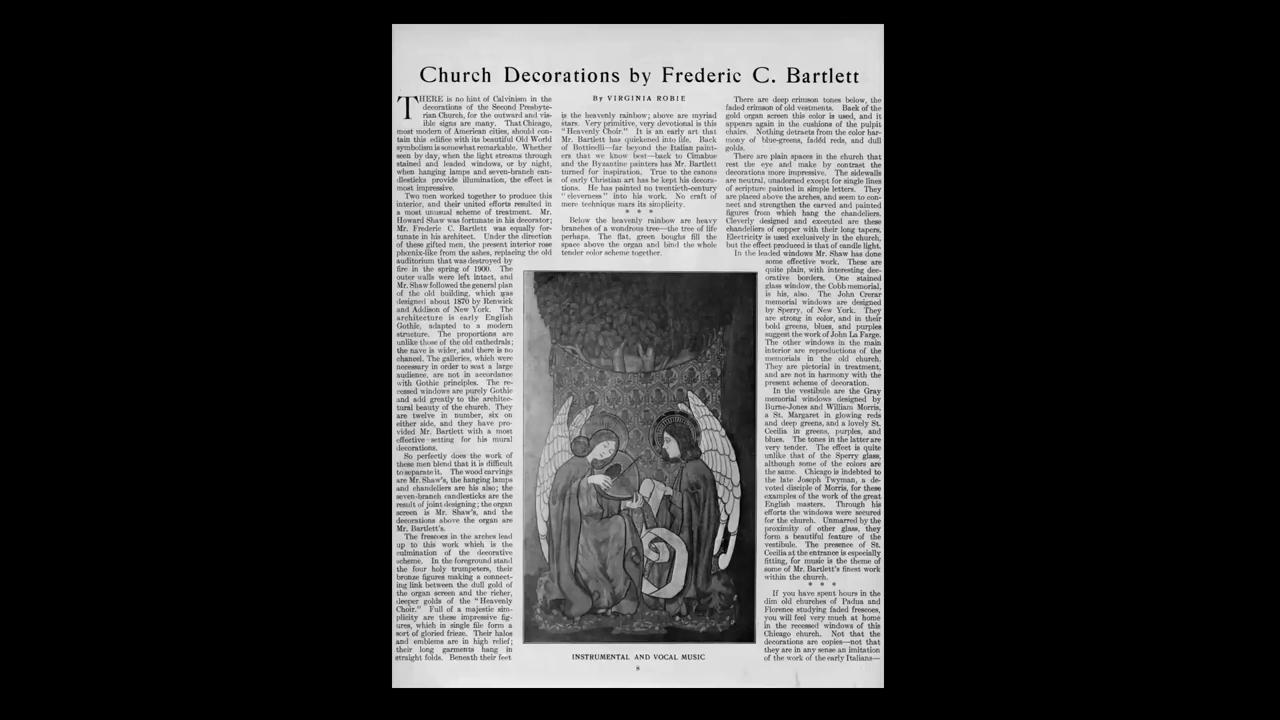 Church Decorations by Frederic C. Bartlett
By VIRGINIA ROBIE
THERE is no hint of Calvinism in the
decorations of the Second Presbyte-
rian Church, for the outward and vis-
ible signs are many. That Chicago,
most modern of American cities, should con-
tain this edifice with its beautiful Old World
symbolism is somewhat remarkable. Whether
seen by day, when the light streams through
stained and leaded windows, or by night,
when hanging lamps and seven-branch can-
dlesticks provide illumination, the effect is
most impressive.
Two men worked together to produce this
interior, and their united efforts resulted in
a most unusual scheme of treatment. Mr.
Howard Shaw was fortunate in his decorator;
Mr. Frederic C. Bartlett was equally for-
tunate in his architect. Under the direction
of these gifted men, the present interior rose
phœnix-like from the ashes, replacing the old
auditorium that was destroyed by
fire in the spring of 1900. The
outer walls were left intact, and
Mr. Shaw followed the general plan
of the old building, which was
designed about 1870 by Renwick
and Addison of New York. The
architecture is early English
Gothic, adapted to a modern
structure. The proportions are
unlike those of the old cathedrals;
the nave is wider, and there is no
chancel. The galleries, which were
necessary in order to seat a large
audience, are not in accordance
with Gothic principles. The re-
cessed windows are purely Gothic
and add greatly to the architec-
tural beauty of the church. They
are twelve in number, six on
either side, and they have pro-
vided Mr. Bartlett with a most
effective setting for his mural
decorations.
So perfectly does the work of
these men blend that it is difficult
to separate it. The wood carvings
are Mr. Shaw's, the hanging lamps
and chandeliers are his also; the
seven-branch candlesticks are the
result of joint designing; the organ
screen is Mr. Shaw's, and the
decorations above the organ are
Mr. Bartlett's.
The frescoes in the arches lead
up to this work which is the
culmination of the decorative
scheme. In the foreground stand
the four holy trumpeters, their
bronze figures making a connect-
ing link between the dull gold of
the organ screen and the richer,
deeper golds of the "Heavenly
Choir." Full of a majestic sim-
plicity are these impressive fig-
ures, which in single file form a
sort of gloried frieze. Their halos
and emblems are in high relief;
their long garments hang in
straight folds. Beneath their feet
is the heavenly rainbow; above are myriad
stars. Very primitive, very devotional is this
"Heavenly Choir." It is an early art that
Mr. Bartlett has quickened into life. Back
of Botticelli—far beyond the Italian paint-
ers that we know best—back to Cimabue
and the Byzantine painters has Mr. Bartlett
turned for inspiration. True to the canons
of early Christian art has he kept his decora-
tions. He has painted no twentieth-century
"cleverness" into his work. No craft of
mere technique mars its simplicity.
* * *
Below the heavenly rainbow are heavy
branches of a wondrous tree—the tree of life
perhaps. The flat, green boughs fill the
space above the organ and bind the whole
tender color scheme together.
INSTRUMENTAL AND VOCAL MUSIC
There are deep crimson tones below, the
faded crimson of old vestments. Back of the
gold organ screen this color is used, and it
appears again in the cushions of the pulpit
chairs. Nothing detracts from the color har-
mony of blue-greens, faded reds, and dull
golds.
There are plain spaces in the church that
rest the eye and make by contrast the
decorations more impressive. The sidewalls
are neutral, unadorned except for single lines
of scripture painted in simple letters. They
are placed above the arches, and seem to con-
nect and strengthen the carved and painted
figures from which hang the chandeliers.
Cleverly designed and executed are these
chandeliers of copper with their long tapers.
Electricity is used exclusively in the church,
but the effect produced is that of candle light.
In the leaded windows Mr. Shaw has done
some effective work. These are
quite plain, with interesting dec-
orative borders. One stained
glass window, the Cobb memorial,
is his, also. The John Crerar
memorial windows are designed
by Sperry, of New York. They
are strong in color, and in their
bold greens, blues, and purples
suggest the work of John La Farge.
The other windows in the main
interior are reproductions of the
memorials in the old church.
They are pictorial in treatment,
and are not in harmony with the
present scheme of decoration.
In the vestibule are the Gray
memorial windows designed by
Burne-Jones and William Morris,
a St. Margaret in glowing reds
and deep greens, and a lovely St.
Cecilia in greens, purples, and
blues. The tones in the latter are
very tender. The effect is quite
unlike that of the Sperry glass,
although some of the colors are
the same. Chicago is indebted to
the late Joseph Twyman, a de-
voted disciple of Morris, for these
examples of the work of the great
English masters. Through his
efforts the windows were secured
for the church. Unmarred by the
proximity of other glass, they
form a beautiful feature of the
vestibule. The presence of St.
Cecilia at the entrance is especially
fitting, for music is the theme of
some of Mr. Bartlett's finest work
within the church.
* * *
If you have spent hours in the
dim old churches of Padua and
Florence studying faded frescoes,
you will feel very much at home
in the recessed windows of this
Chicago church. Not that the
decorations are copies—not that
they are in any sense an imitation
of the work of the early Italians—
8